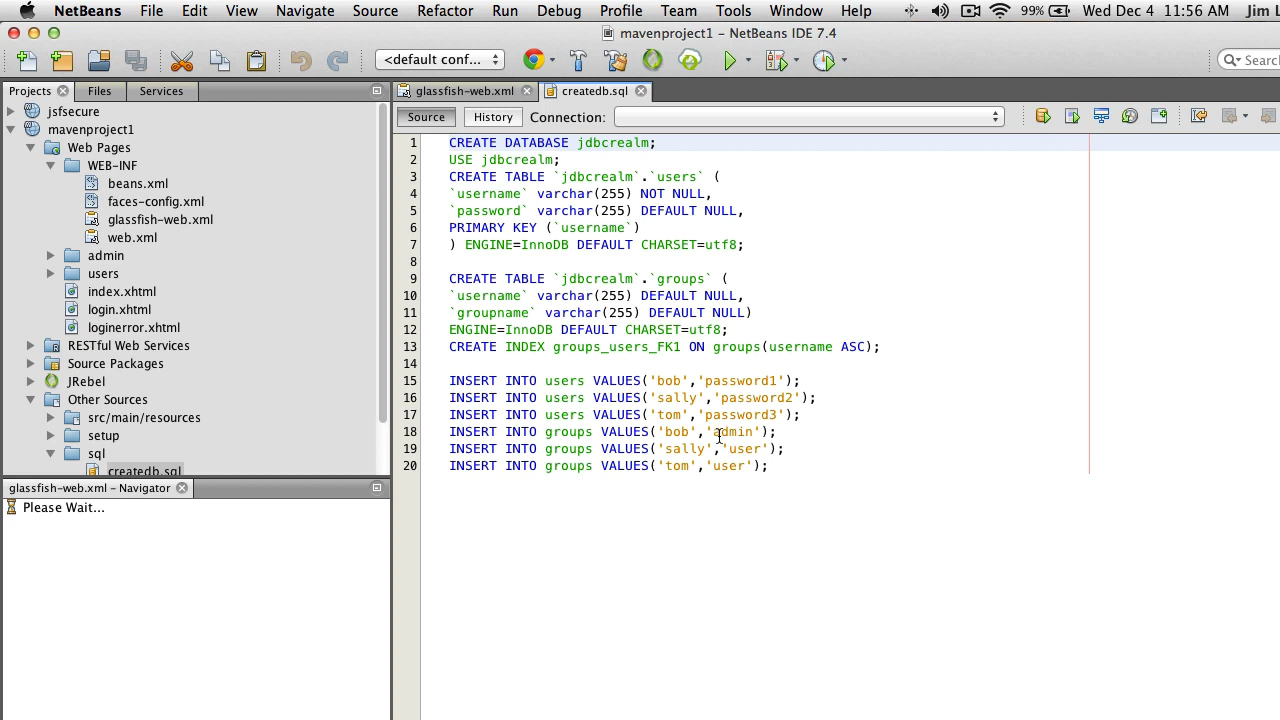 NetBeans File Edit View Navigate Source Refactor Run Debug Profile Team Tools Window Help 99% Wed Dec 4 11:56 AM Jim L
mavenproject1 – NetBeans IDE 7.4
<default conf... Search
Projects Files Services
glassfish-web.xml createdb.sql
Source History Connection:
jsfsecure
mavenproject1
Web Pages
WEB-INF
beans.xml
faces-config.xml
glassfish-web.xml
web.xml
admin
users
index.xhtml
login.xhtml
loginerror.xhtml
RESTful Web Services
Source Packages
JRebel
Other Sources
src/main/resources
setup
sql
createdb.sql
glassfish-web.xml – Navigator
Please Wait...
1 CREATE DATABASE jdbcrealm;
2 USE jdbcrealm;
3 CREATE TABLE `jdbcrealm`.`users` (
4 `username` varchar(255) NOT NULL,
5 `password` varchar(255) DEFAULT NULL,
6 PRIMARY KEY (`username`)
7 ) ENGINE=InnoDB DEFAULT CHARSET=utf8;
8
9 CREATE TABLE `jdbcrealm`.`groups` (
10 `username` varchar(255) DEFAULT NULL,
11 `groupname` varchar(255) DEFAULT NULL)
12 ENGINE=InnoDB DEFAULT CHARSET=utf8;
13 CREATE INDEX groups_users_FK1 ON groups(username ASC);
14
15 INSERT INTO users VALUES('bob','password1');
16 INSERT INTO users VALUES('sally','password2');
17 INSERT INTO users VALUES('tom','password3');
18 INSERT INTO groups VALUES('bob','admin');
19 INSERT INTO groups VALUES('sally','user');
20 INSERT INTO groups VALUES('tom','user');